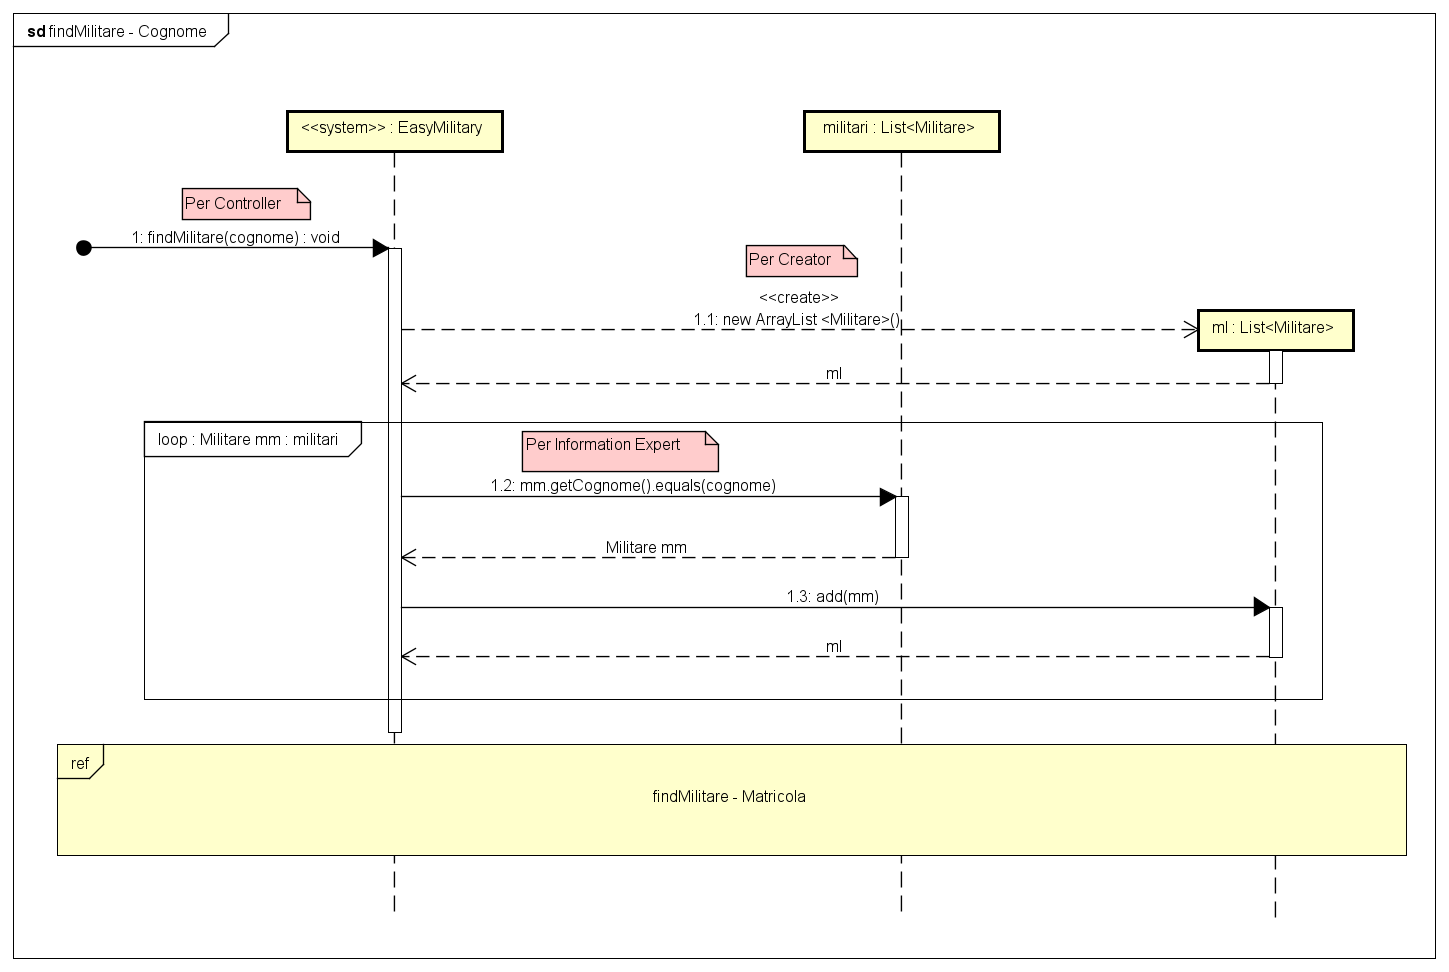 sd findMilitare - Cognome
<<system>> : EasyMilitary
militari : List<Militare>
Per Controller
1: findMilitare(cognome) : void
Per Creator
<<create>>
1.1: new ArrayList <Militare>()
ml : List<Militare>
ml
loop : Militare mm : militari
Per Information Expert
1.2: mm.getCognome().equals(cognome)
Militare mm
1.3: add(mm)
ml
ref
findMilitare - Matricola